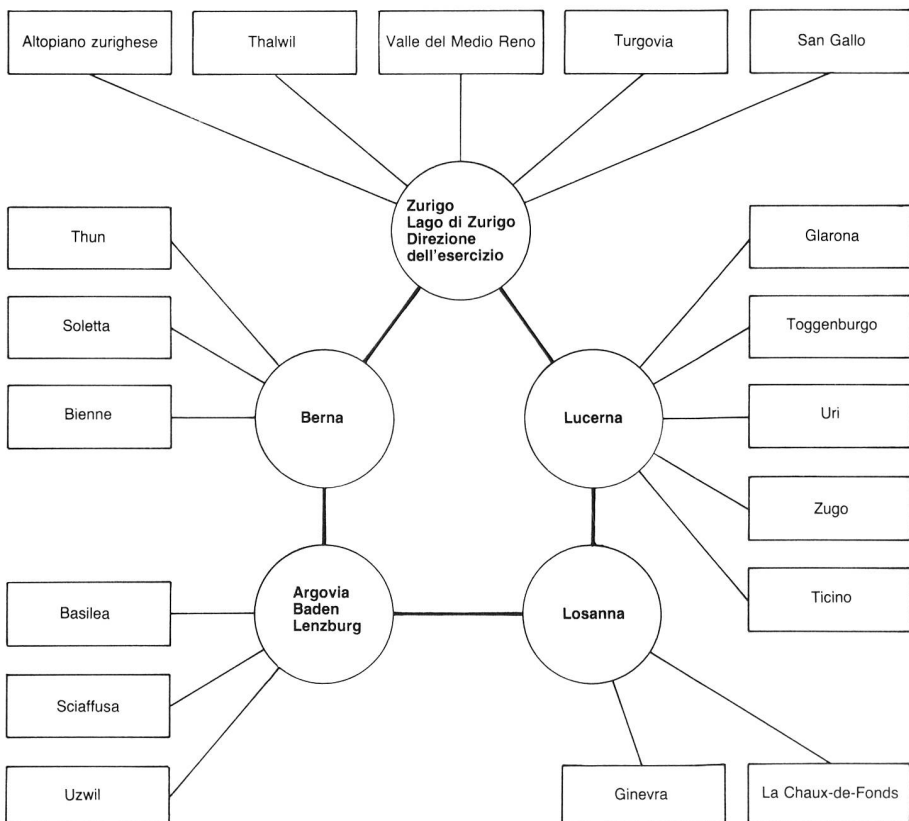 Altopiano zurighese
Thalwil
Valle del Medio Reno
Turgovia
San Gallo
Zurigo
Lago di Zurigo
Direzione
dell'esercizio
Thun
Soletta
Bienne
Glarona
Toggenburgo
Uri
Zugo
Ticino
Berna
Lucerna
Argovia
Baden
Lenzburg
Losanna
Basilea
Sciaffusa
Uzwil
Ginevra
La Chaux-de-Fonds